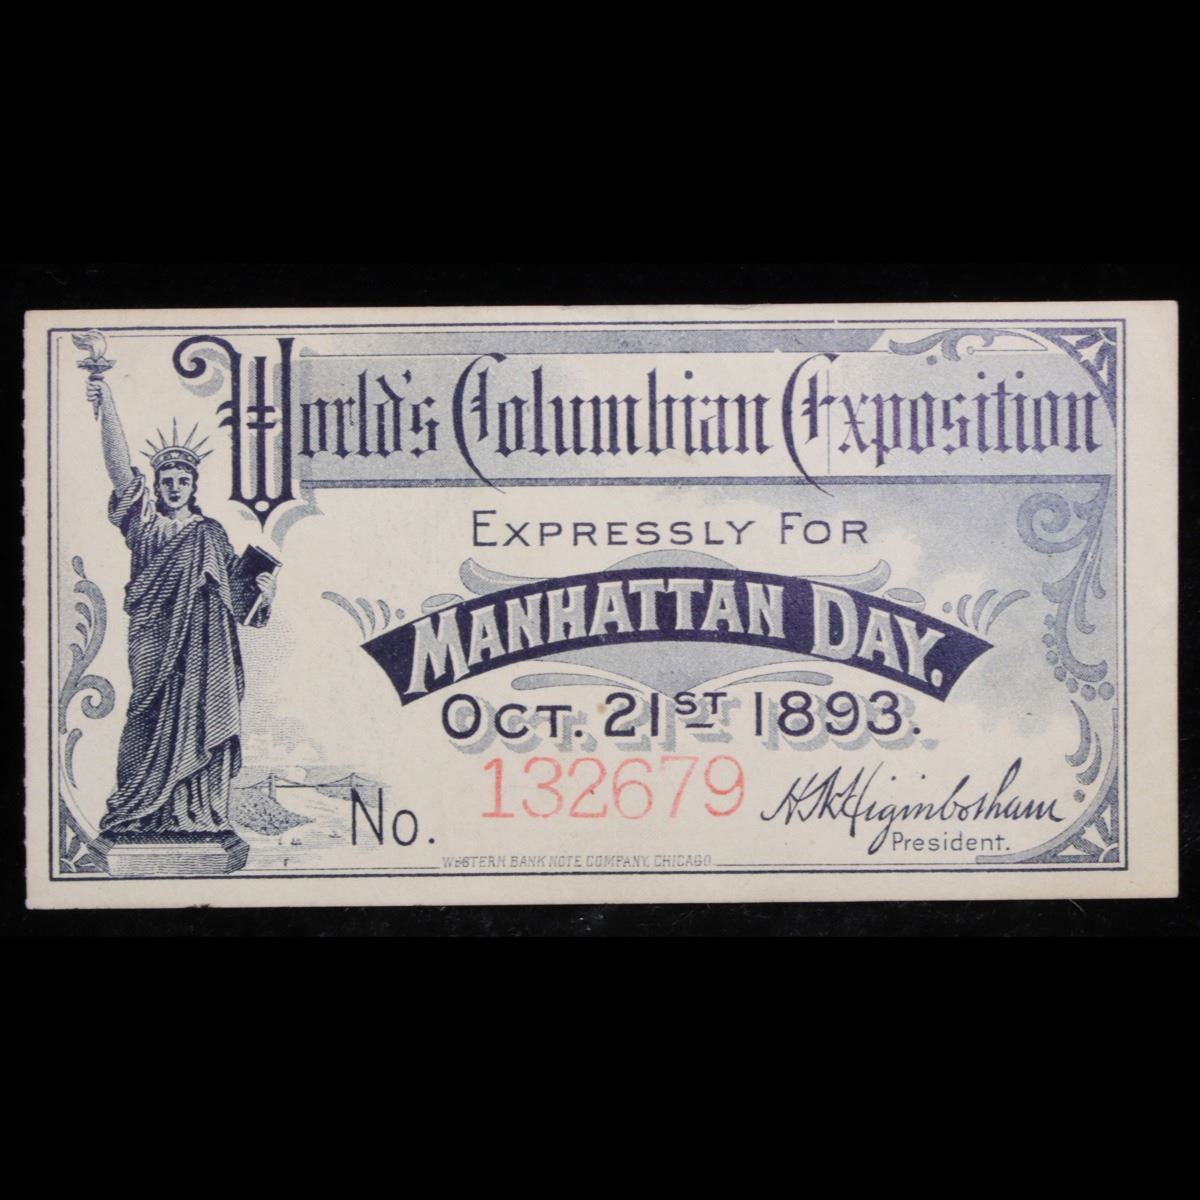 World's Columbian Exposition
EXPRESSLY FOR
MANHATTAN DAY.
OCT. 21ST 1893.
No. 132679
H N Higinbotham
President.
WESTERN BANK NOTE COMPANY, CHICAGO